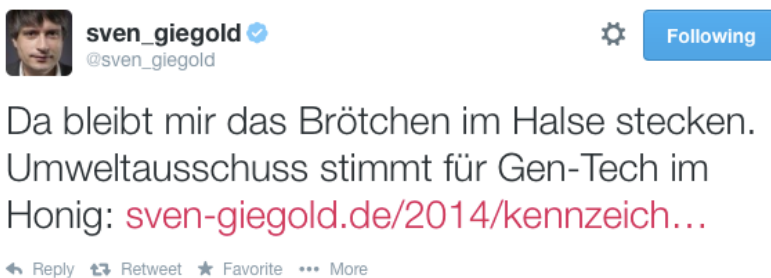 sven_giegold
@sven_giegold
Following
Da bleibt mir das Brötchen im Halse stecken.
Umweltausschuss stimmt für Gen-Tech im
Honig: sven-giegold.de/2014/kennzeich…
Reply Retweet Favorite More